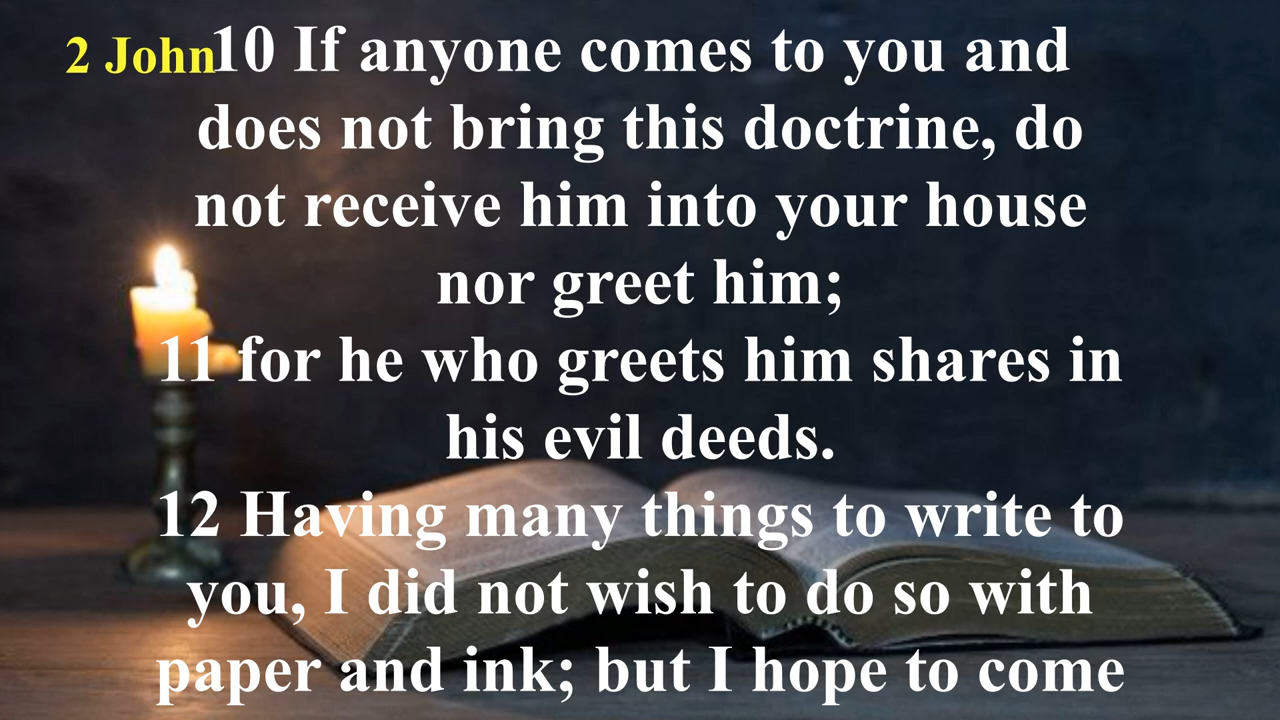 2 John10 If anyone comes to you and
does not bring this doctrine, do
not receive him into your house
nor greet him;
11 for he who greets him shares in
his evil deeds.
12 Having many things to write to
you, I did not wish to do so with
paper and ink; but I hope to come